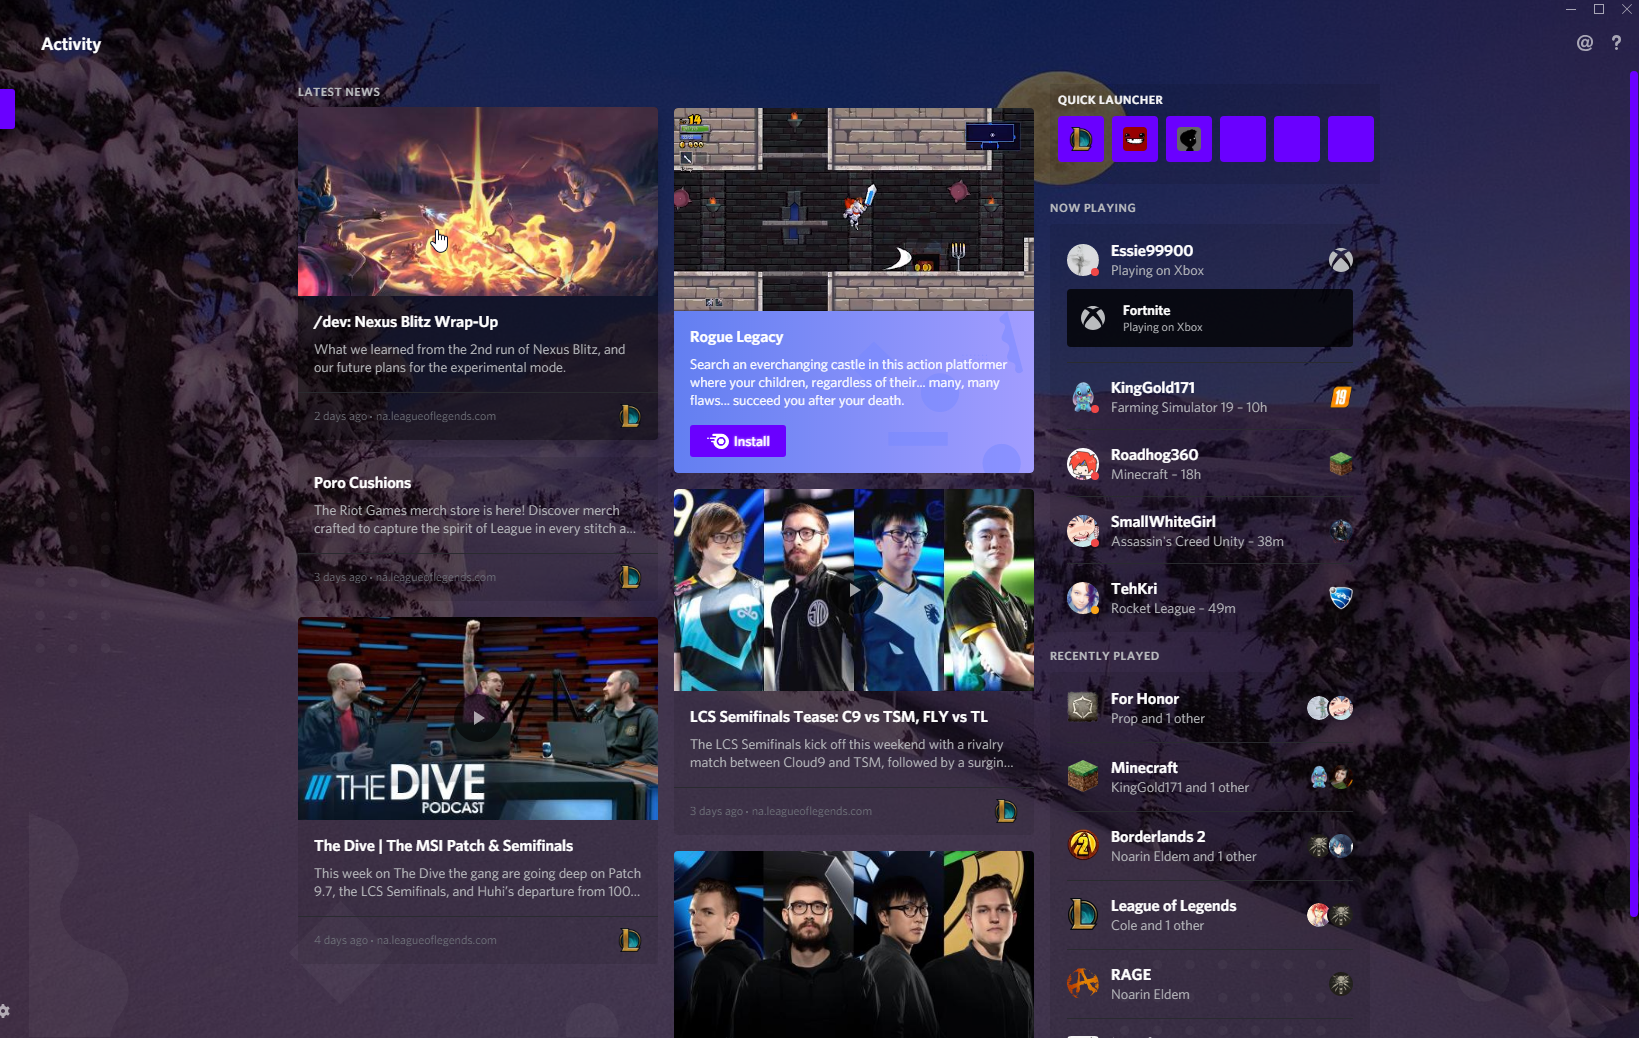 Activity
@ ?
LATEST NEWS
/dev: Nexus Blitz Wrap-Up
What we learned from the 2nd run of Nexus Blitz, and
our future plans for the experimental mode.
2 days ago • na.leagueoflegends.com
Poro Cushions
The Riot Games merch store is here! Discover merch
crafted to capture the spirit of League in every stitch a...
3 days ago • na.leagueoflegends.com
THE DIVE
PODCAST
The Dive | The MSI Patch & Semifinals
This week on The Dive the gang are going deep on Patch
9.7, the LCS Semifinals, and Huhi's departure from 100...
4 days ago • na.leagueoflegends.com
14
Rogue Legacy
Search an everchanging castle in this action platformer
where your children, regardless of their... many, many
flaws... succeed you after your death.
Install
9
TSM
LCS Semifinals Tease: C9 vs TSM, FLY vs TL
The LCS Semifinals kick off this weekend with a rivalry
match between Cloud9 and TSM, followed by a surgin...
3 days ago • na.leagueoflegends.com
QUICK LAUNCHER
NOW PLAYING
Essie99900
Playing on Xbox
Fortnite
Playing on Xbox
KingGold171
Farming Simulator 19 – 10h
19
Roadhog360
Minecraft – 18h
SmallWhiteGirl
Assassin's Creed Unity – 38m
TehKri
Rocket League – 49m
RECENTLY PLAYED
For Honor
Prop and 1 other
Minecraft
KingGold171 and 1 other
2
Borderlands 2
Noarin Eldem and 1 other
League of Legends
Cole and 1 other
RAGE
Noarin Eldem